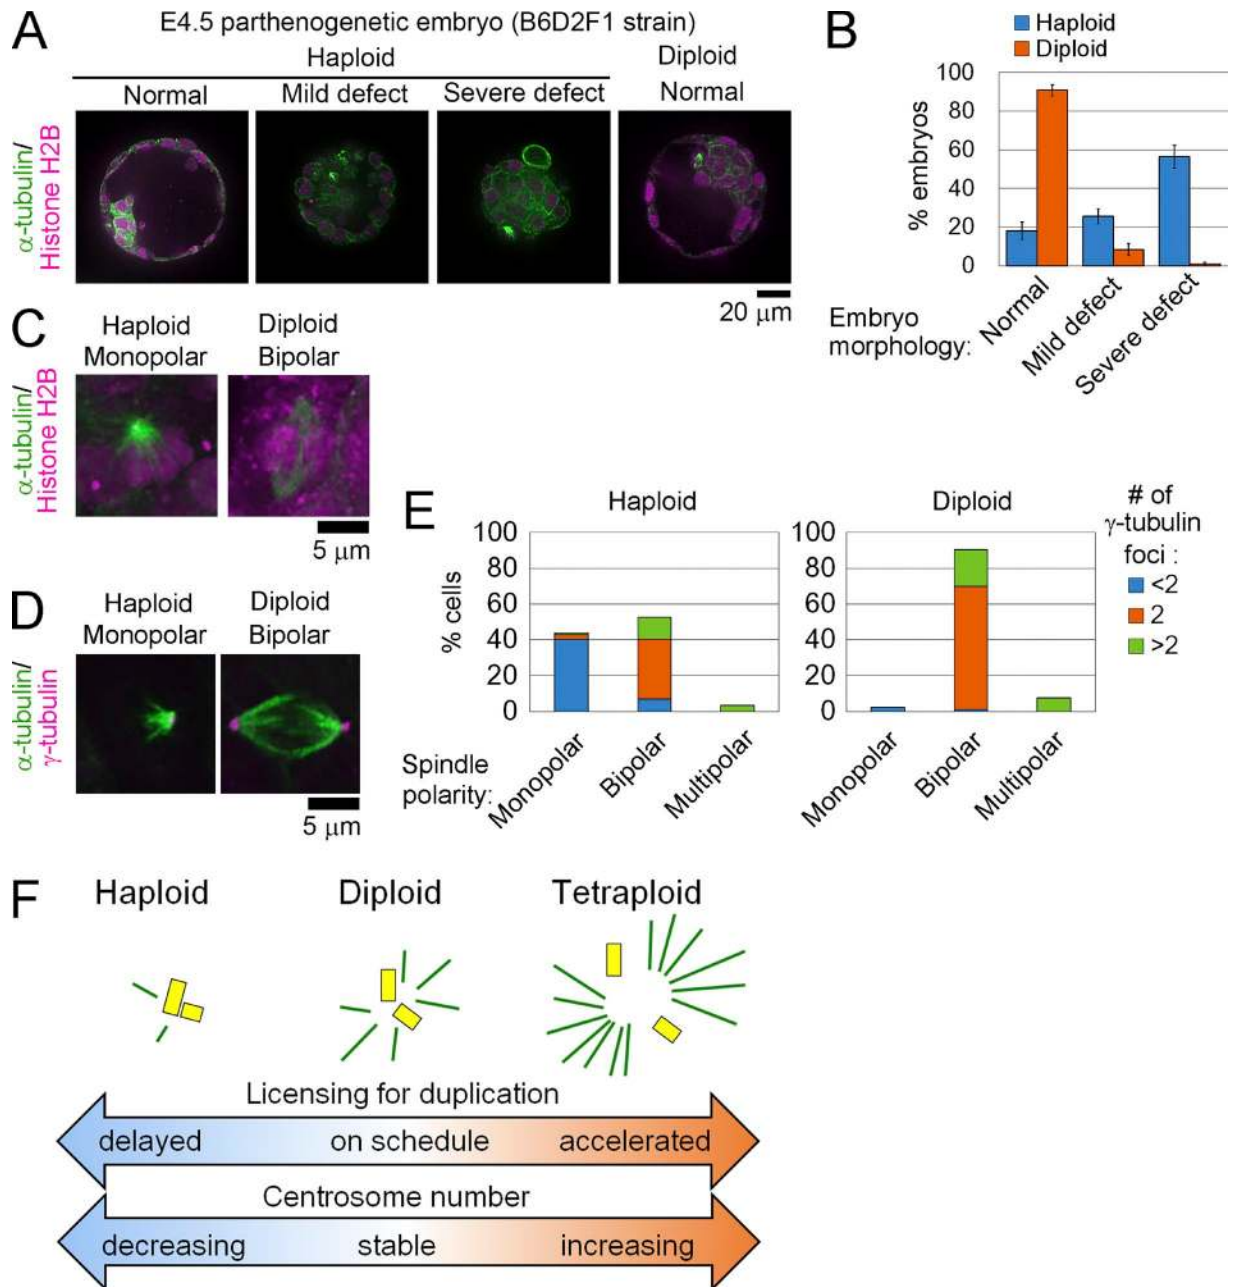 A
E4.5 parthenogenetic embryo (B6D2F1 strain)
Haploid
Diploid
Normal
Mild defect
Severe defect
Normal
α-tubulin/
Histone H2B
20 μm
B
Haploid
Diploid
% embryos
100
80
60
40
20
0
Embryo
morphology:
Normal
Mild defect
Severe defect
C
Haploid
Monopolar
Diploid
Bipolar
α-tubulin/
Histone H2B
5 μm
D
Haploid
Monopolar
Diploid
Bipolar
α-tubulin/
γ-tubulin
5 μm
E
Haploid
Diploid
# of
γ-tubulin
foci :
<2
2
>2
% cells
100
80
60
40
20
0
100
80
60
40
20
0
Spindle
polarity:
Monopolar
Bipolar
Multipolar
Monopolar
Bipolar
Multipolar
F
Haploid
Diploid
Tetraploid
Licensing for duplication
delayed
on schedule
accelerated
Centrosome number
decreasing
stable
increasing